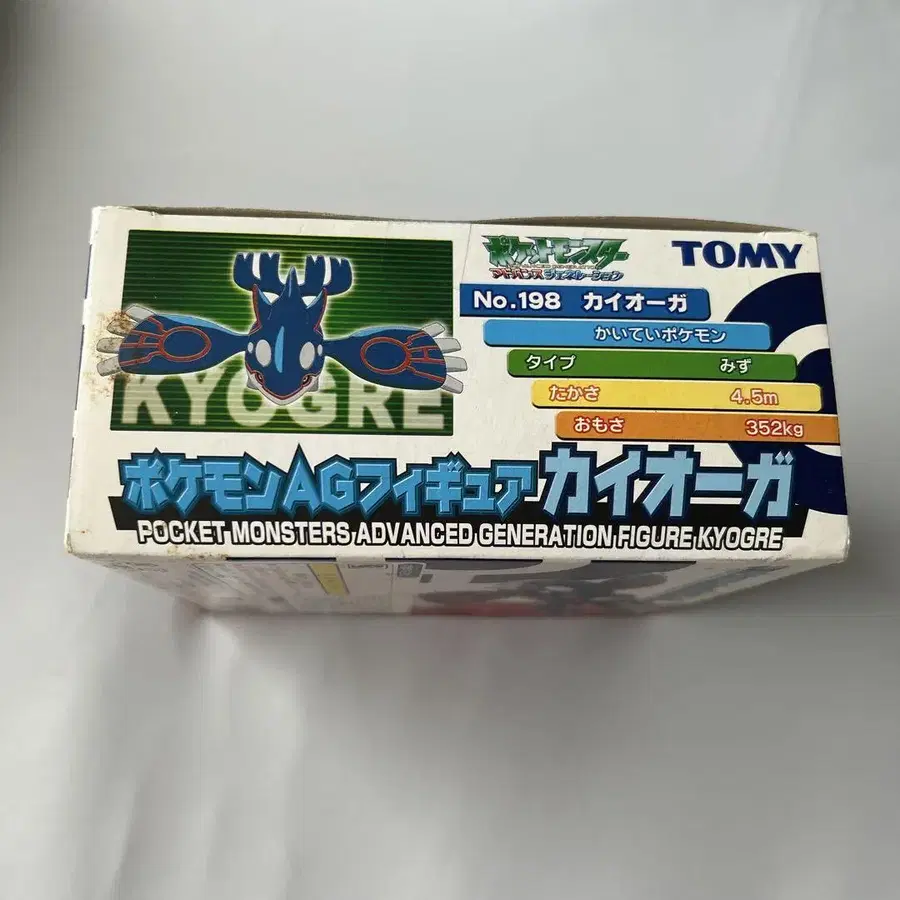 KYOGRE
ポケットモンスター
アドバンスジェネレーション
TOMY
No.198 カイオーガ
かいていポケモン
タイプ みず
たかさ 4.5m
おもさ 352kg
ポケモンAGフィギュア カイオーガ
POCKET MONSTERS ADVANCED GENERATION FIGURE KYOGRE